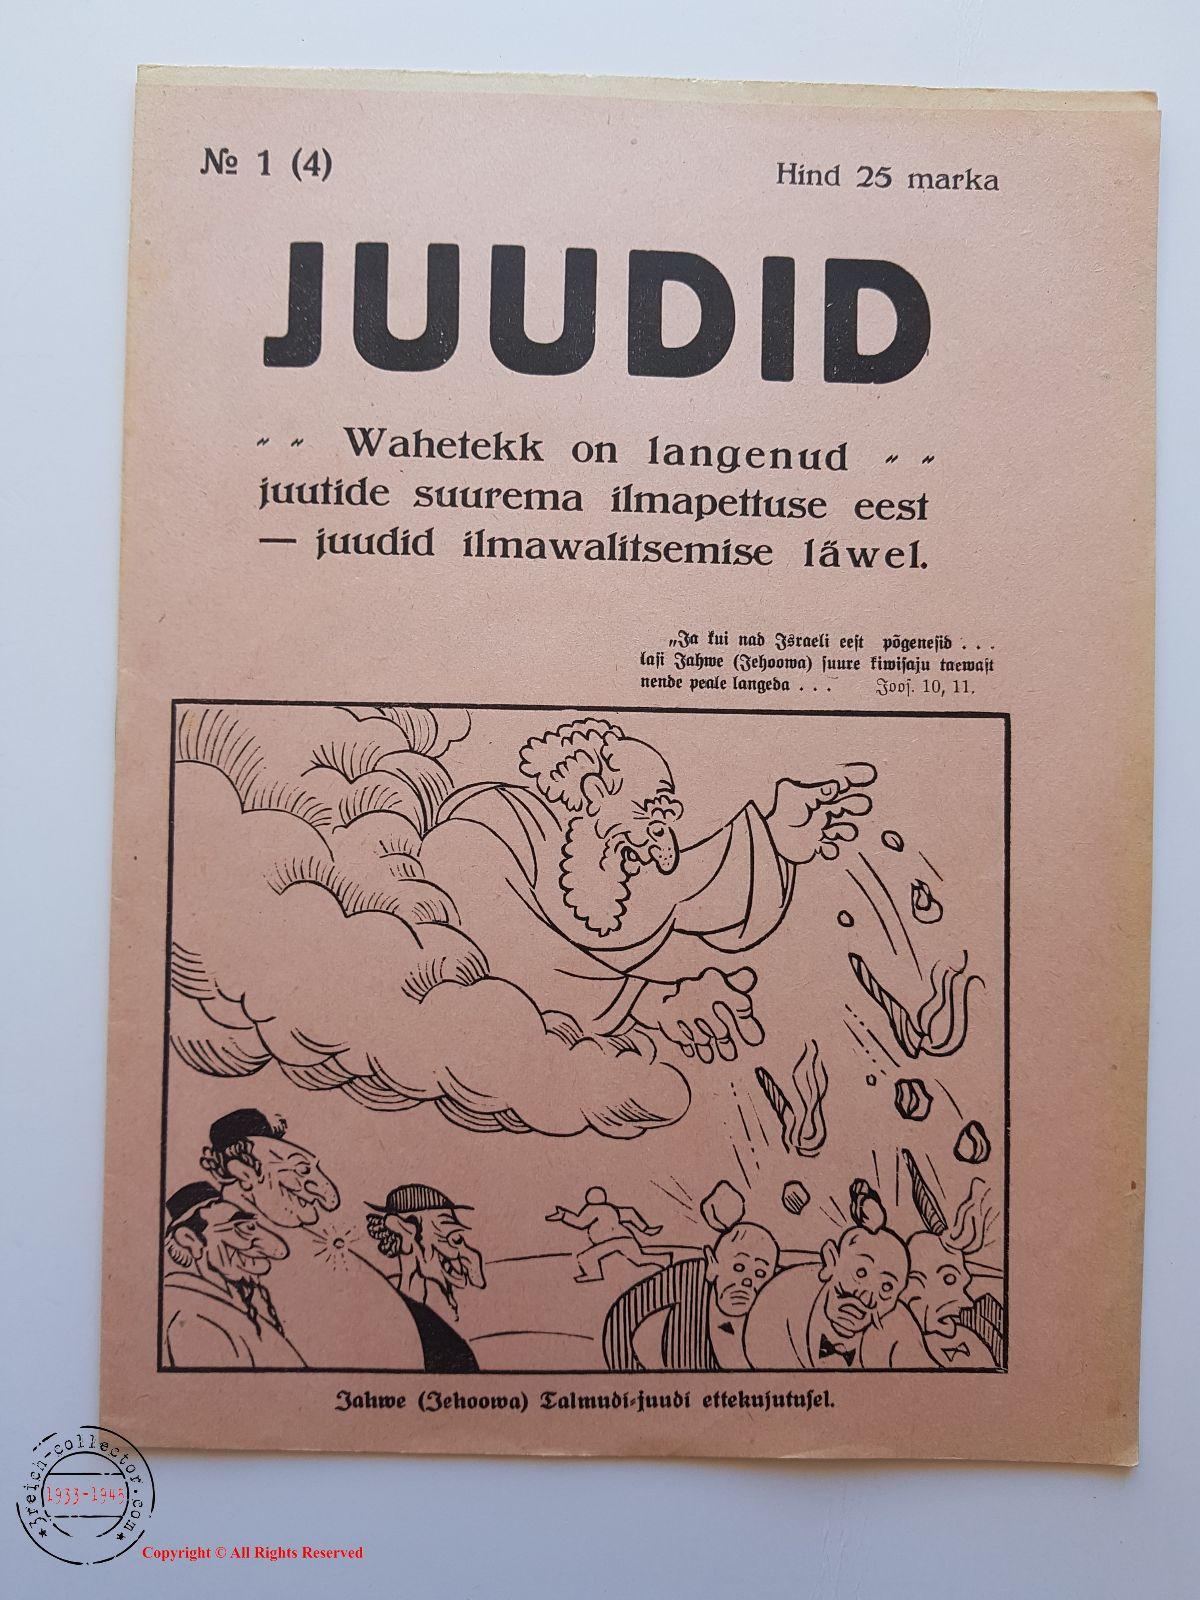 № 1 (4)
Hind 25 marka
JUUDID
" " Wahetekk on langenud " "
juutide suurema ilmapettuse eest
— juudid ilmawalitsemise läwel.
„Ja kui nad Israeli eest põgenesid . . .
lasi Jahwe (Jehoowa) suure kiwisaju taewast
nende peale langeda . . . Joos. 10, 11.
Jahwe (Jehoowa) Talmudi-juudi ettekujutusel.
3reich-collector.com
1933-1945
Copyright © All Rights Reserved